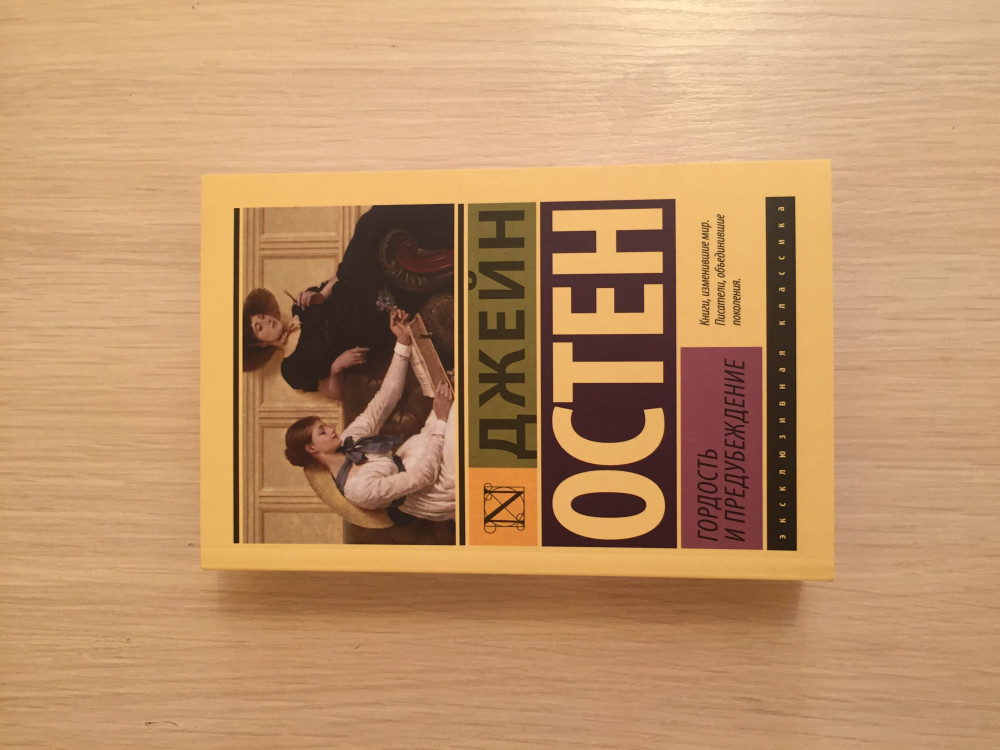 ДЖЕЙН
ОСТЕН
ГОРДОСТЬ
И ПРЕДУБЕЖДЕНИЕ
Книги, изменившие мир.
Писатели, объединившие
поколения.
эксклюзивная классика